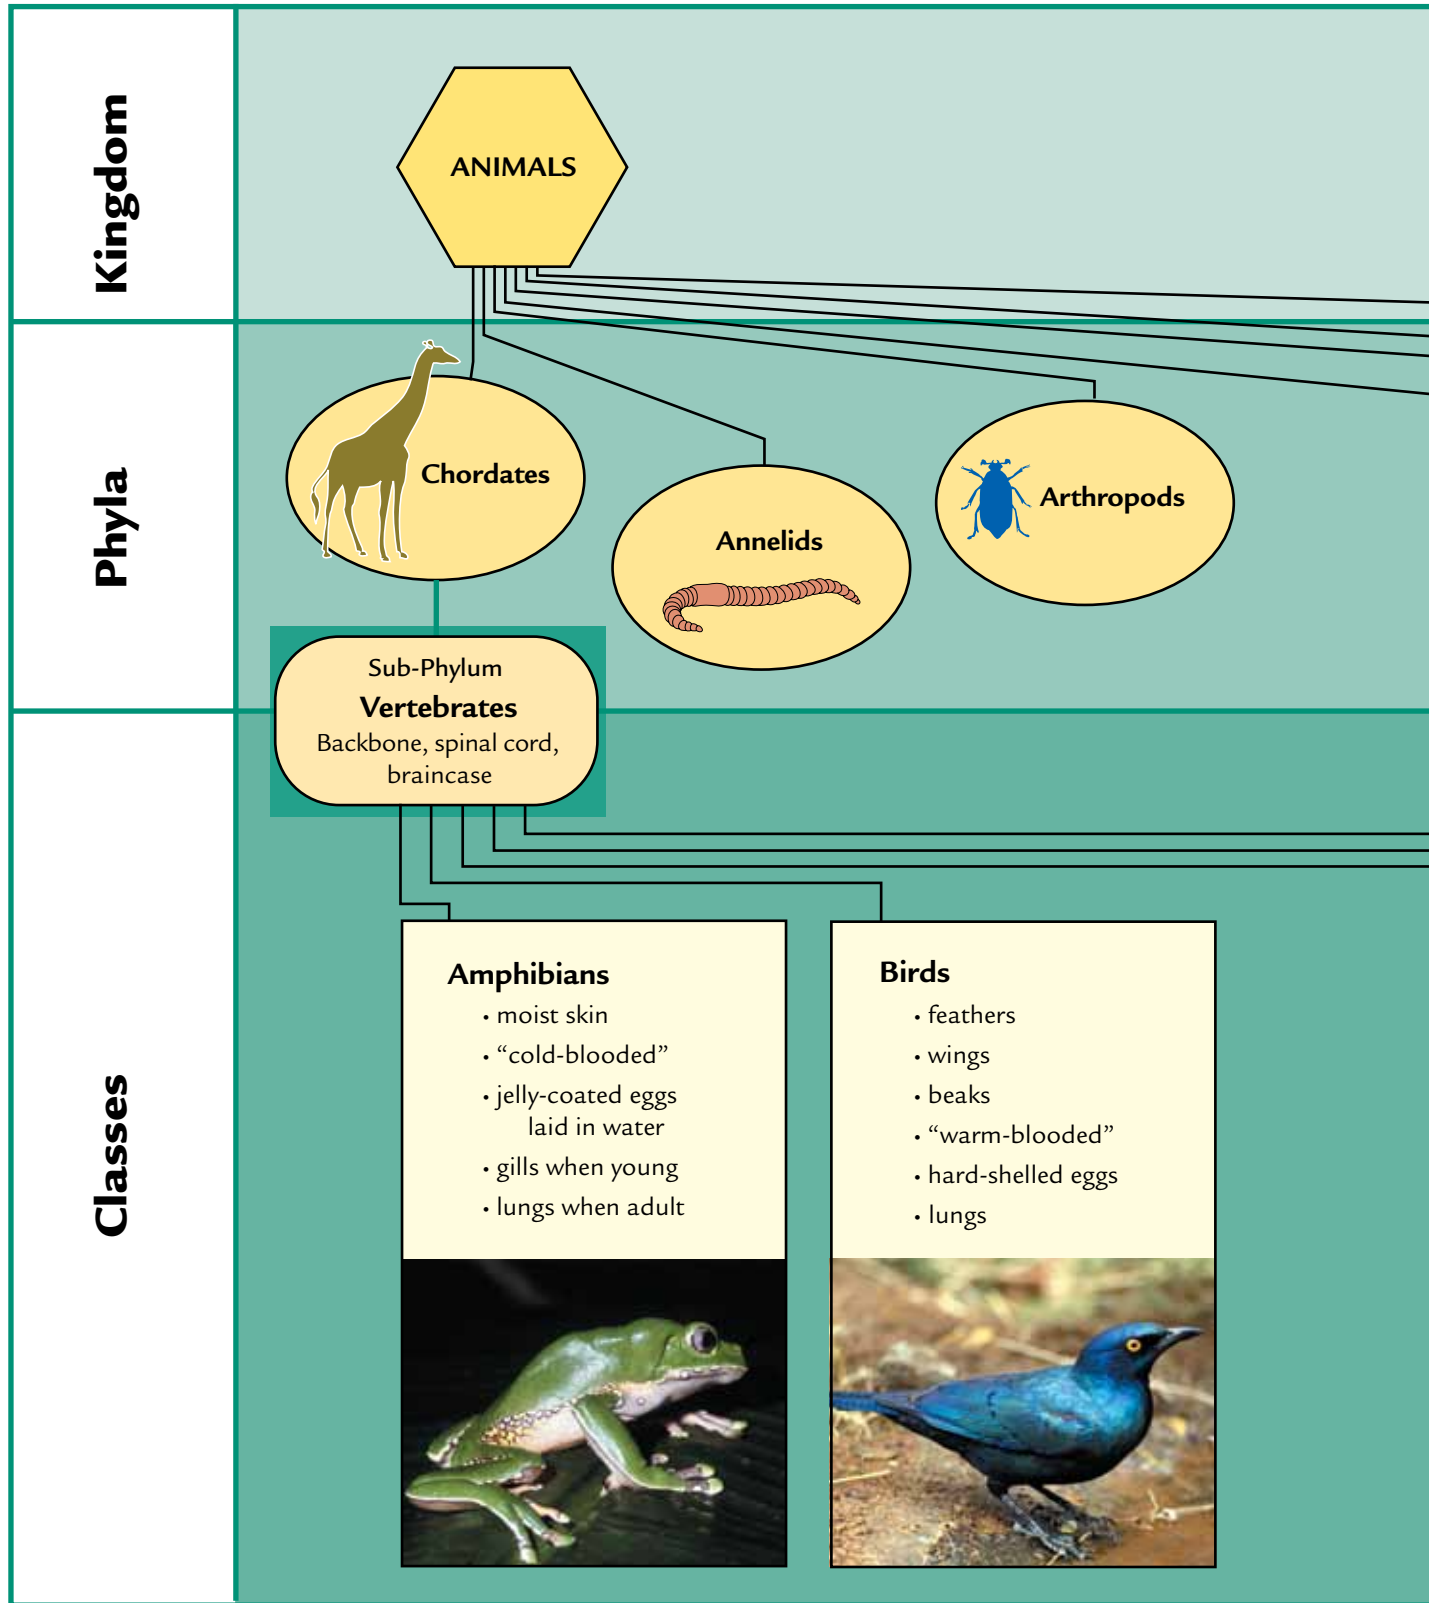 Kingdom
ANIMALS
Phyla
Chordates
Annelids
Arthropods
Sub-Phylum
Vertebrates
Backbone, spinal cord,
braincase
Classes
Amphibians
• moist skin
• “cold-blooded”
• jelly-coated eggs
laid in water
• gills when young
• lungs when adult
Birds
• feathers
• wings
• beaks
• “warm-blooded”
• hard-shelled eggs
• lungs